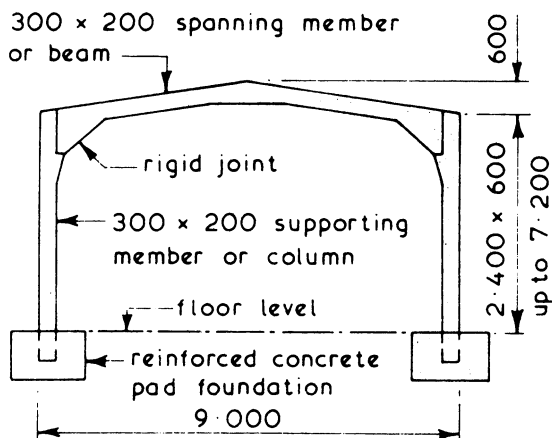 300 × 200 spanning member
or beam
600
rigid joint
300 × 200 supporting
member or column
2·400 × 600
up to 7·200
floor level
reinforced concrete
pad foundation
9·000